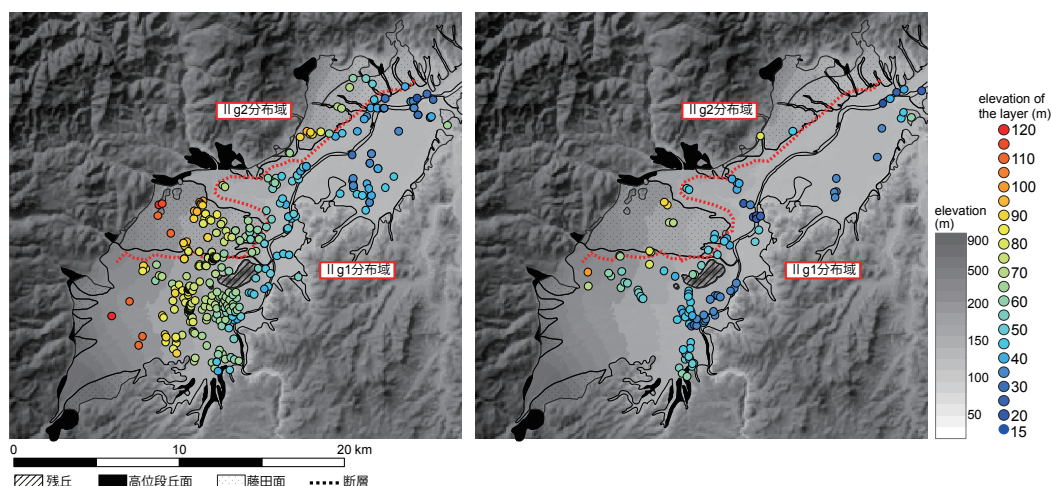 Ⅱg2分布域
Ⅱg1分布域
0 10 20 km
残丘 高位段丘面 藤田面 断層
Ⅱg2分布域
Ⅱg1分布域
elevation of
the layer (m)
120
110
100
90
80
70
60
50
40
30
20
15
elevation
(m)
900
500
200
150
100
50